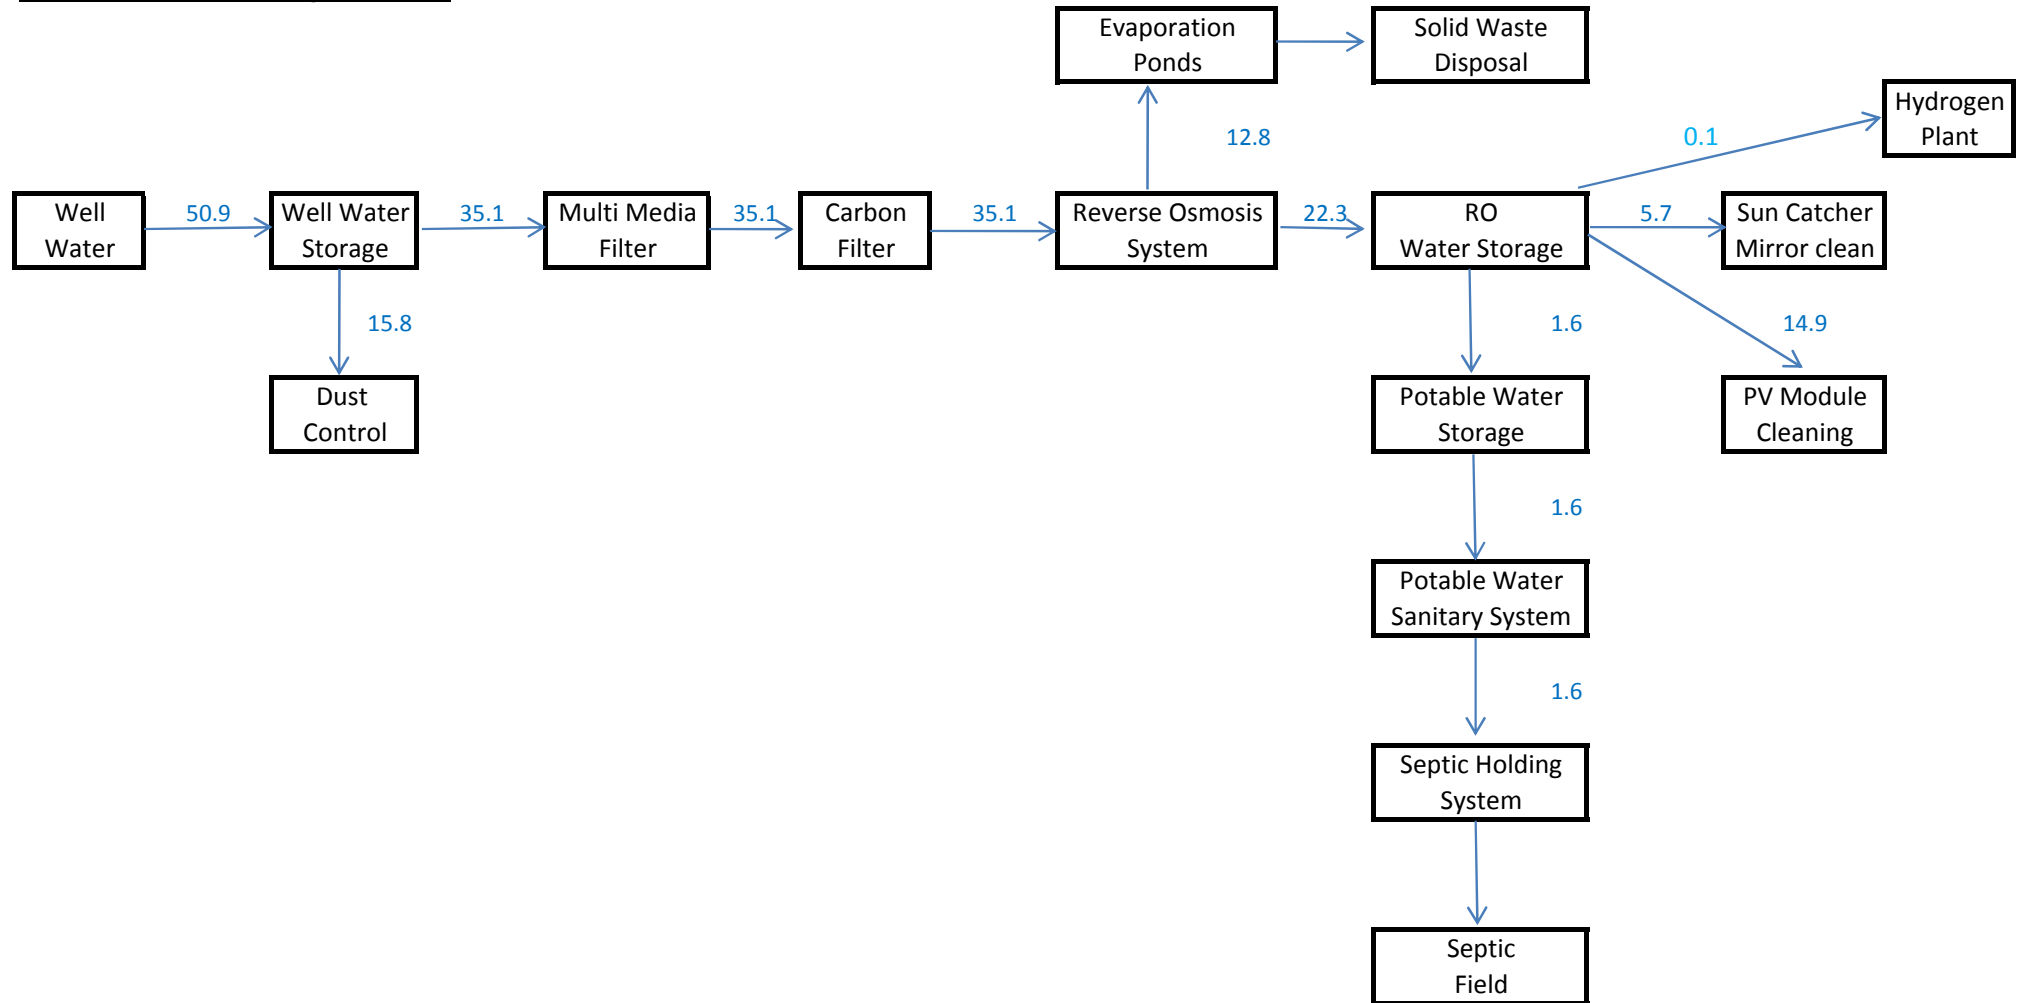 Evaporation
Ponds
Solid Waste
Disposal
Hydrogen
Plant
12.8
0.1
Well
Water
50.9
Well Water
Storage
35.1
Multi Media
Filter
35.1
Carbon
Filter
35.1
Reverse Osmosis
System
22.3
RO
Water Storage
5.7
Sun Catcher
Mirror clean
15.8
1.6
14.9
Dust
Control
Potable Water
Storage
PV Module
Cleaning
1.6
Potable Water
Sanitary System
1.6
Septic Holding
System
Septic
Field